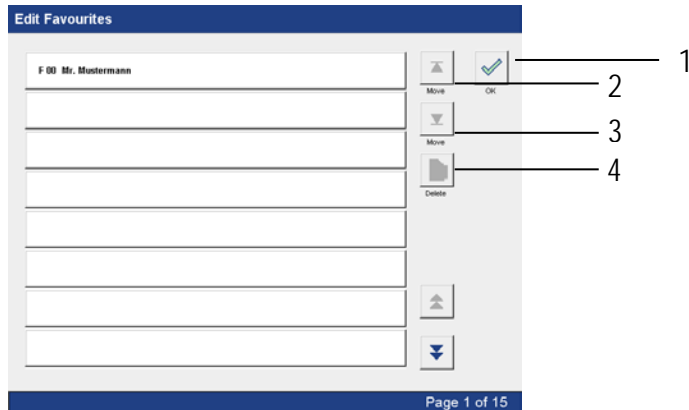 Edit Favourites
F 00 Mr. Mustermann
Move
OK
1
2
Move
3
Delete
4
Page 1 of 15